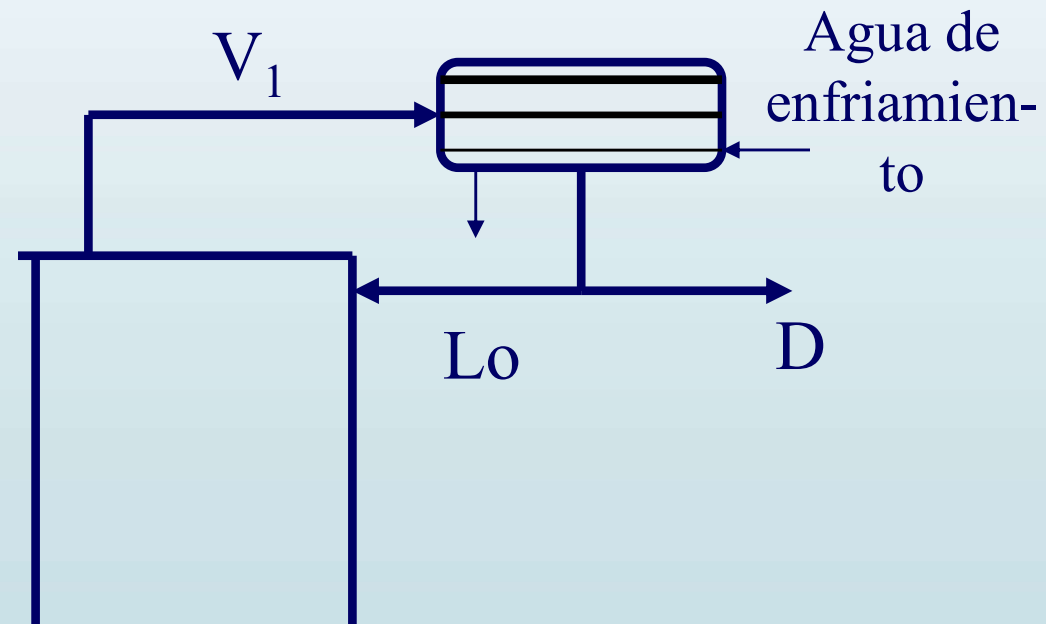 V₁
Agua de
enfriamien-
to
Lo
D